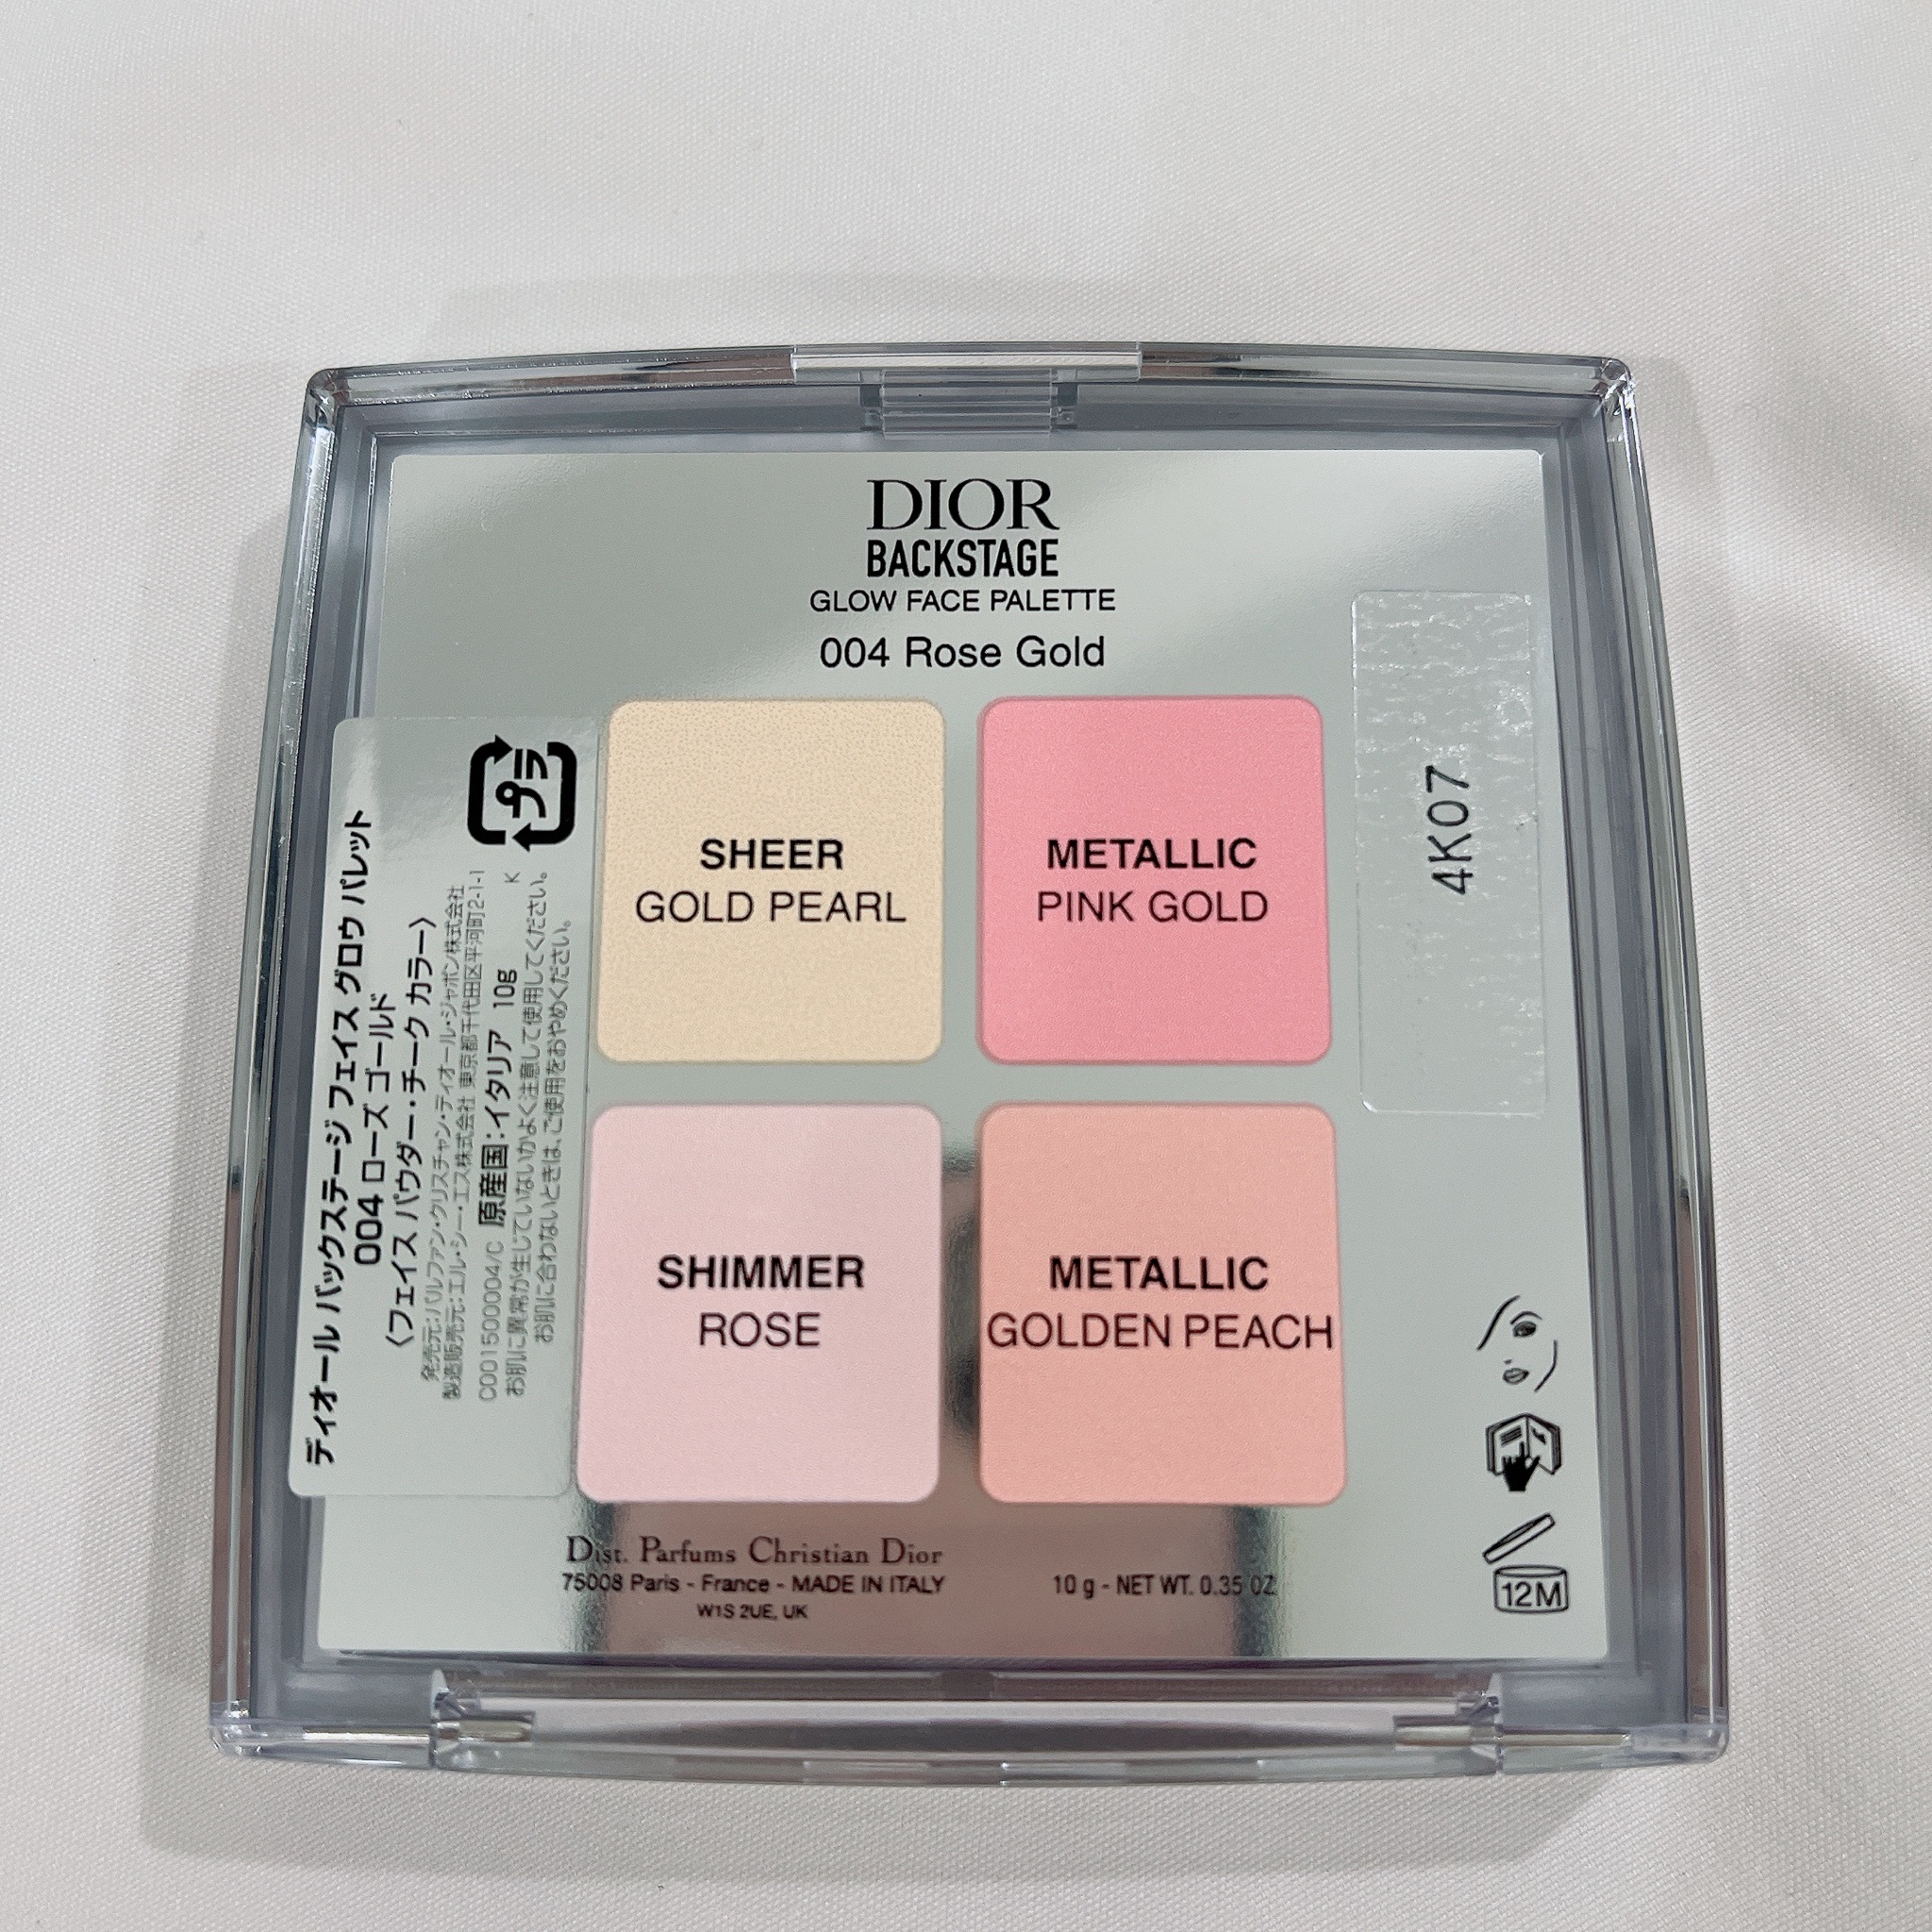 DIOR
BACKSTAGE
GLOW FACE PALETTE
004 Rose Gold
SHEER
GOLD PEARL
METALLIC
PINK GOLD
SHIMMER
ROSE
METALLIC
GOLDEN PEACH
Dist. Parfums Christian Dior
75008 Paris - France - MADE IN ITALY
W1S 2UE, UK
10 g - NET WT. 0.35 OZ
12M
4K07
ディオール バックステージ フェイス グロウ パレット
004 ローズ ゴールド
〈フェイス パウダー・チーク カラー〉
発売元:パルファン・クリスチャン・ディオール・ジャポン株式会社
製造販売元:エル・シー・エス株式会社 東京都千代田区平河町2-1-1
C001500004/C 原産国:イタリア 10g K
お肌に異常が生じていないかよく注意して使用してください。
お肌に合わないときは、ご使用をおやめください。
プラ